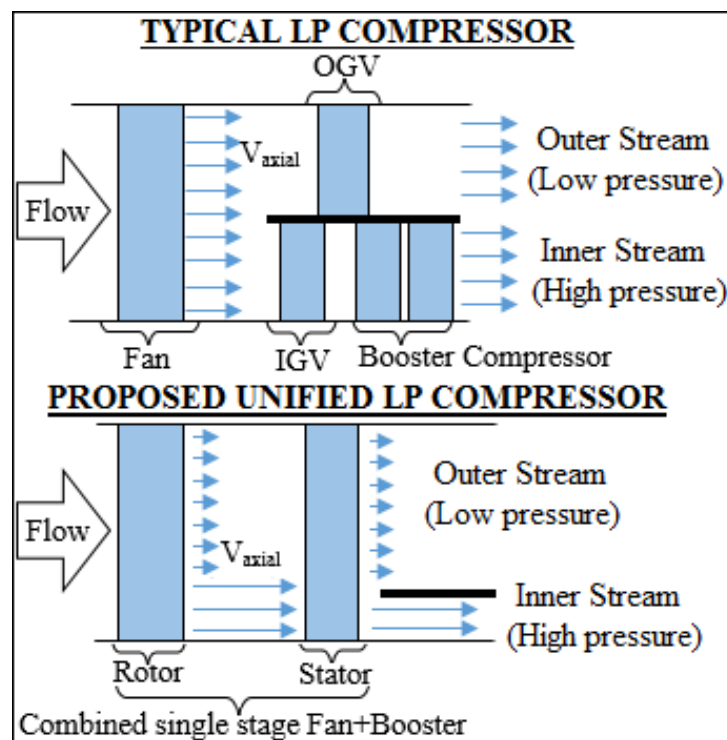 TYPICAL LP COMPRESSOR
OGV
Vaxial
Outer Stream
(Low pressure)
Flow
Inner Stream
(High pressure)
Fan
IGV
Booster Compressor
PROPOSED UNIFIED LP COMPRESSOR
Outer Stream
(Low pressure)
Flow
Vaxial
Inner Stream
(High pressure)
Rotor
Stator
Combined single stage Fan+Booster